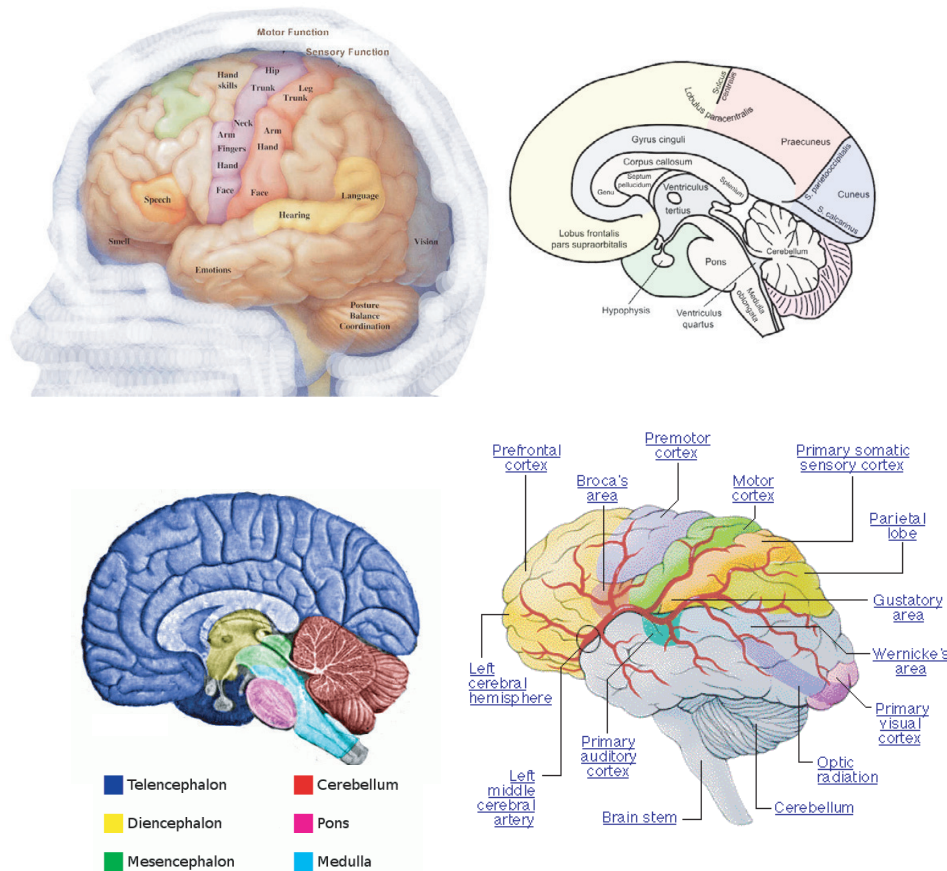 Motor Function
Sensory Function
Hand
skills
Hip
Trunk
Leg
Trunk
Neck
Arm
Fingers
Hand
Face
Arm
Hand
Face
Speech
Language
Hearing
Smell
Emotions
Vision
Posture
Balance
Coordination
Sulcus
centralis
Lobulus paracentralis
Gyrus cinguli
Praecuneus
Corpus callosum
Septum
pellucidum
Genu
Ventriculus
tertius
Splenium
S. parietooccipitalis
Cuneus
S. calcarinus
Lobus frontalis
pars supraorbitalis
Pons
Cerebellum
Medulla
oblongata
Hypophysis
Ventriculus
quartus
Telencephalon
Diencephalon
Mesencephalon
Cerebellum
Pons
Medulla
Prefrontal
cortex
Broca's
area
Premotor
cortex
Motor
cortex
Primary somatic
sensory cortex
Parietal
lobe
Gustatory
area
Wernicke's
area
Primary
visual
cortex
Optic
radiation
Cerebellum
Brain stem
Primary
auditory
cortex
Left
middle
cerebral
artery
Left
cerebral
hemisphere